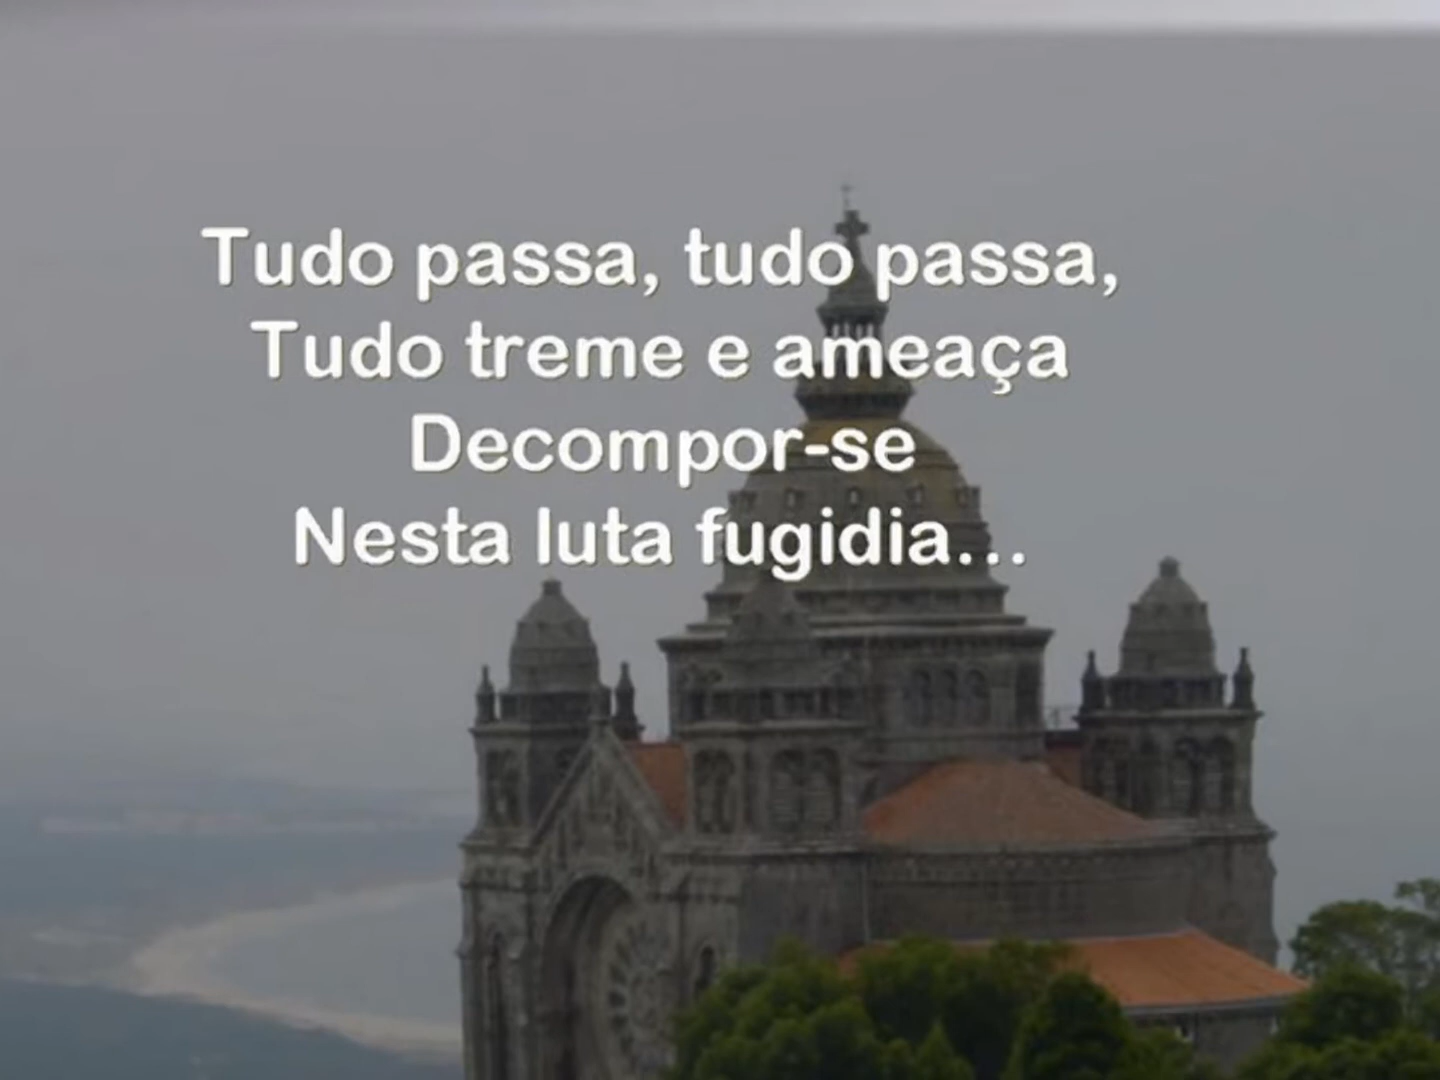 Tudo passa, tudo passa,
Tudo treme e ameaça
Decompor-se
Nesta luta fugidia...